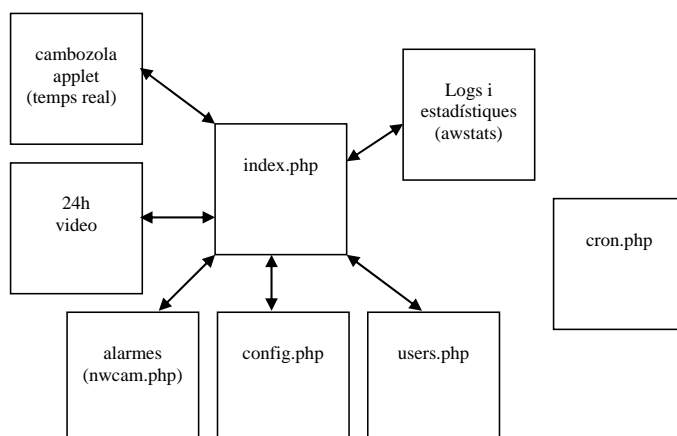 cambozola
applet
(temps real)
Logs i
estadístiques
(awstats)
index.php
24h
video
cron.php
alarmes
(nwcam.php)
config.php
users.php